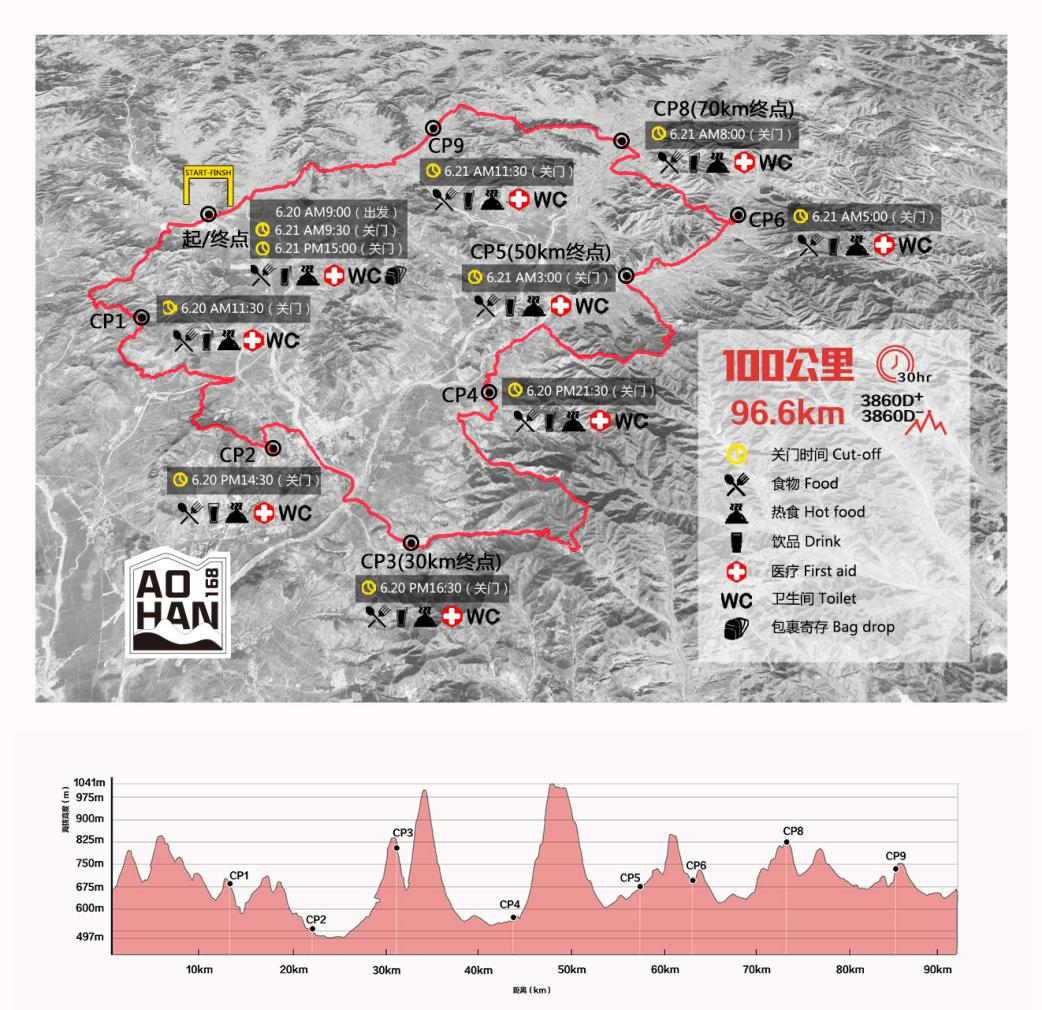 CP8(70km终点)
6.21 AM8:00（关门）
WC
CP9
6.21 AM11:30（关门）
WC
START-FINSH
起/终点
6.20 AM9:00（出发）
6.21 AM9:30（关门）
6.21 PM15:00（关门）
WC
CP6
6.21 AM5:00（关门）
WC
CP5(50km终点)
6.21 AM3:00（关门）
WC
CP1
6.20 AM11:30（关门）
WC
CP4
6.20 PM21:30（关门）
WC
CP2
6.20 PM14:30（关门）
WC
CP3(30km终点)
6.20 PM16:30（关门）
WC
AO
HAN
168
100公里
30hr
96.6km
3860D+
3860D-
关门时间 Cut-off
食物 Food
热食 Hot food
饮品 Drink
医疗 First aid
WC 卫生间 Toilet
包裹寄存 Bag drop
海拔高度（m）
1041m
975m
900m
825m
750m
675m
600m
497m
CP1
CP2
CP3
CP4
CP5
CP6
CP8
CP9
10km
20km
30km
40km
50km
60km
70km
80km
90km
距离（km）